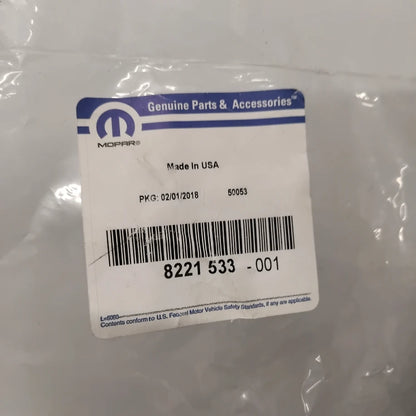 Genuine Parts & Accessories™
MOPAR®
Made In USA
PKG: 02/01/2018 50053
8221 533 -001
Contents conform to U.S. Federal Motor Vehicle Safety Standards, if any are applicable.